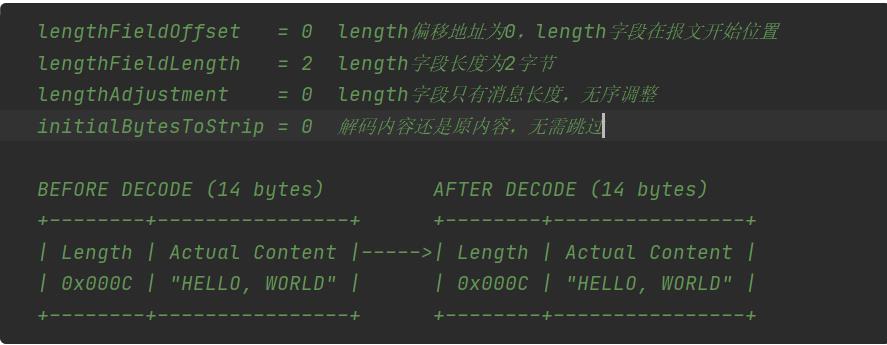 lengthFieldOffset   = 0  length偏移地址为0，length字段在报文开始位置
lengthFieldLength   = 2  length字段长度为2字节
lengthAdjustment    = 0  length字段只有消息长度，无序调整
initialBytesToStrip = 0  解码内容还是原内容，无需跳过

BEFORE DECODE (14 bytes)         AFTER DECODE (14 bytes)
+--------+----------------+      +--------+----------------+
| Length | Actual Content |----->| Length | Actual Content |
| 0x000C | "HELLO, WORLD" |      | 0x000C | "HELLO, WORLD" |
+--------+----------------+      +--------+----------------+